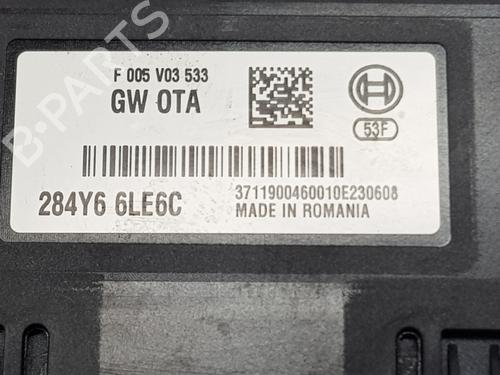 F 005 V03 533
GW OTA
53F
284Y6 6LE6C
3711900460010E230608
MADE IN ROMANIA
B-PARTS